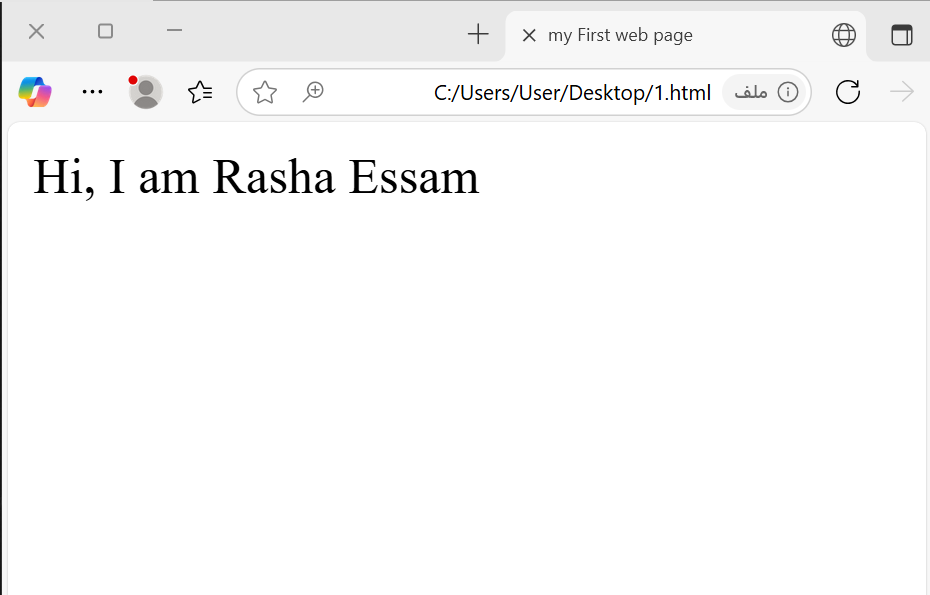 my First web page
C:/Users/User/Desktop/1.html ملف
Hi, I am Rasha Essam